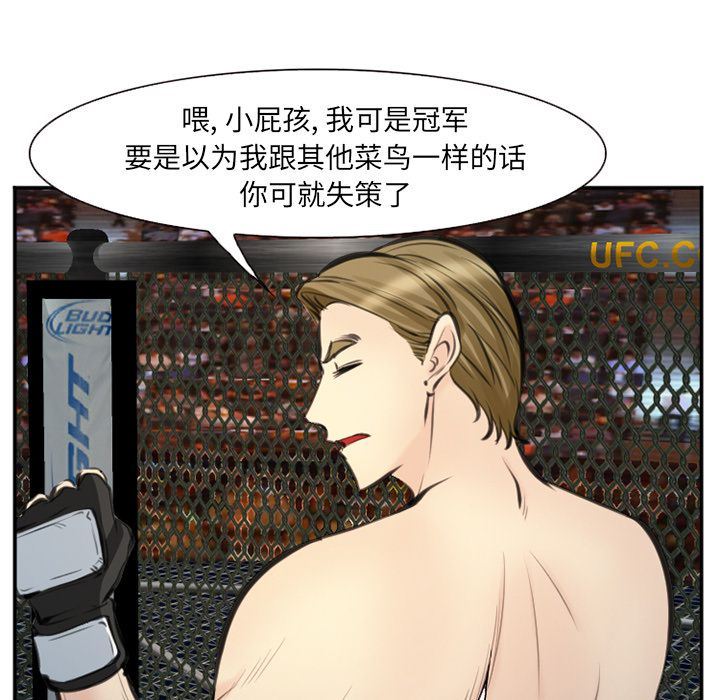 喂, 小屁孩, 我可是冠军
要是以为我跟其他菜鸟一样的话
你可就失策了
UFC.C
BUD
LIGHT
GHT